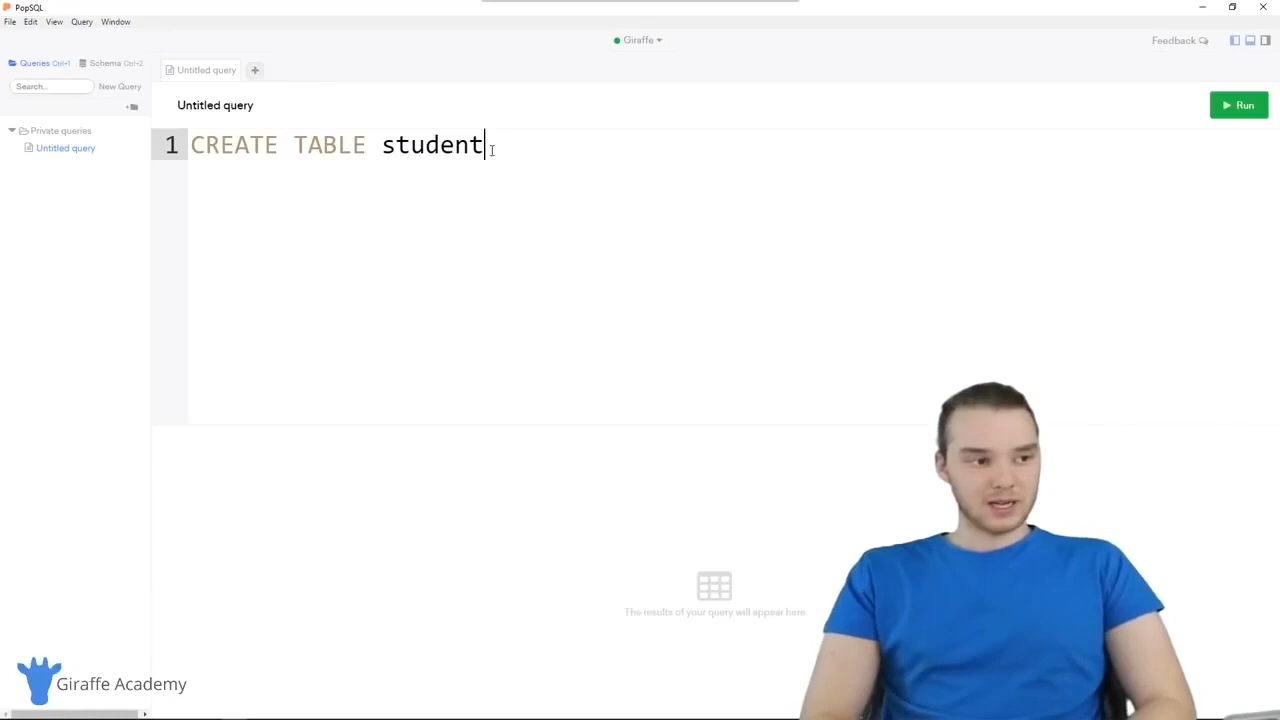 PopSQL
File Edit View Query Window
Giraffe
Feedback
Queries Ctrl+1 Schema Ctrl+2
Untitled query
Search...
New Query
Untitled query
Run
Private queries
Untitled query
1 CREATE TABLE student
The results of your query will appear here.
Giraffe Academy